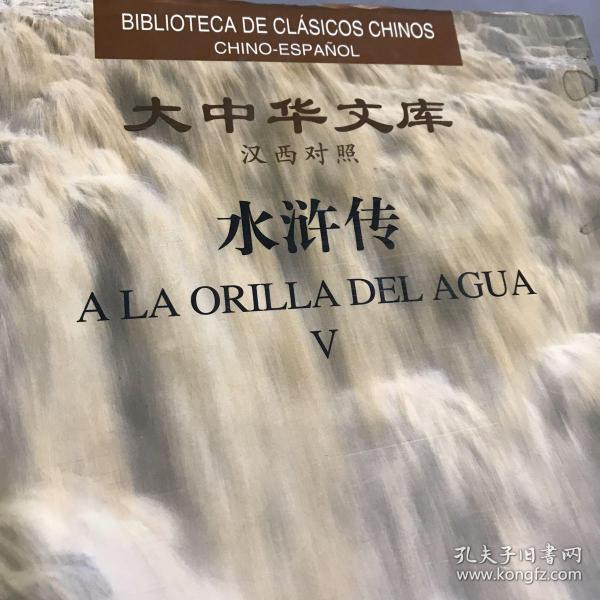 BIBLIOTECA DE CLÁSICOS CHINOS
CHINO-ESPAÑOL
大中华文库
汉西对照
水浒传
A LA ORILLA DEL AGUA
V
孔夫子旧书网
www.kongfz.com